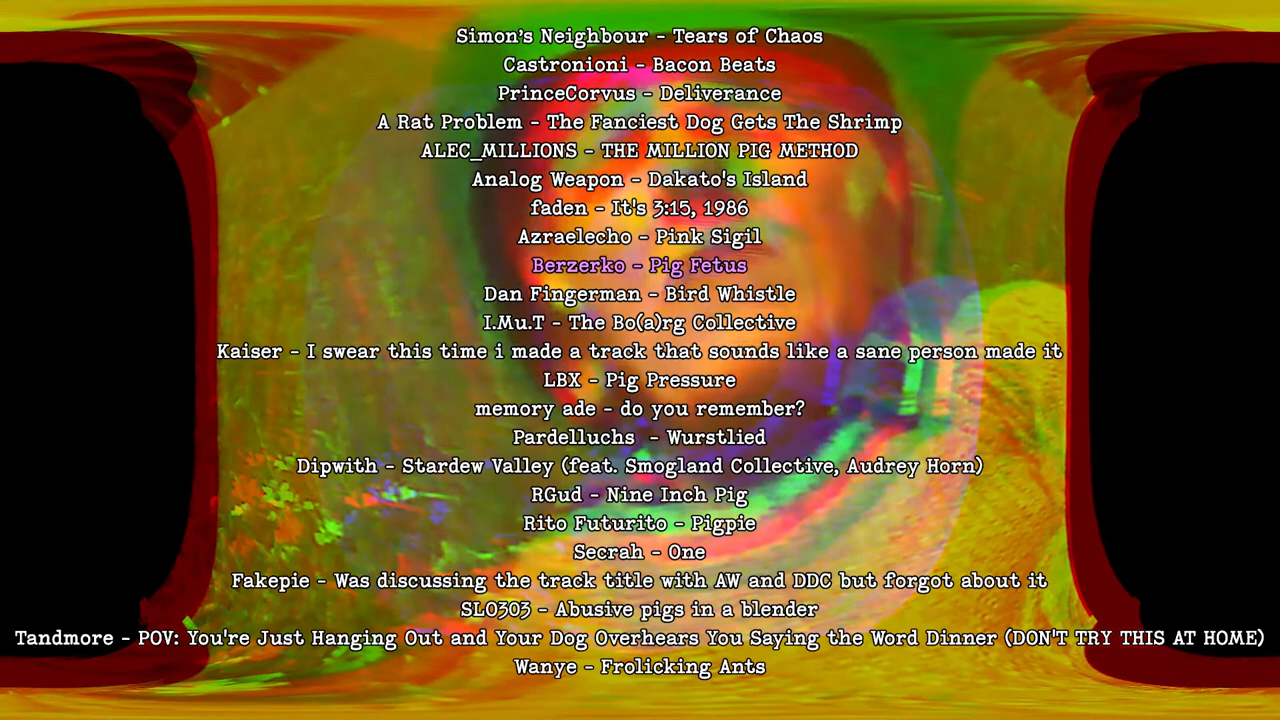 Simon's Neighbour - Tears of Chaos
Castronioni - Bacon Beats
PrinceCorvus - Deliverance
A Rat Problem - The Fanciest Dog Gets The Shrimp
ALEC_MILLIONS - THE MILLION PIG METHOD
Analog Weapon - Dakato's Island
faden - It's 3:15, 1986
Azraelecho - Pink Sigil
Berzerko - Pig Fetus
Dan Fingerman - Bird Whistle
I.Mu.T - The Bo(a)rg Collective
Kaiser - I swear this time i made a track that sounds like a sane person made it
LBX - Pig Pressure
memory ade - do you remember?
Pardelluchs  - Wurstlied
Dipwith - Stardew Valley (feat. Smogland Collective, Audrey Horn)
RGud - Nine Inch Pig
Rito Futurito - Pigpie
Secrah - One
Fakepie - Was discussing the track title with AW and DDC but forgot about it
SLO303 - Abusive pigs in a blender
Tandmore - POV: You're Just Hanging Out and Your Dog Overhears You Saying the Word Dinner (DON'T TRY THIS AT HOME)
Wanye - Frolicking Ants